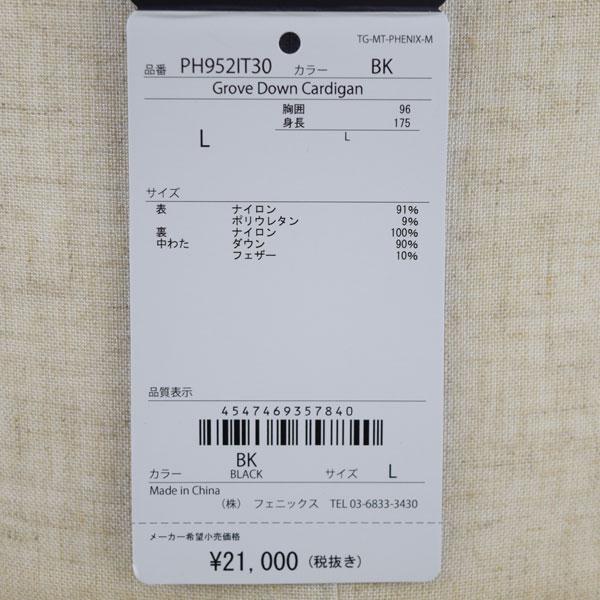 TG-MT-PHENIX-M
品番 PH952IT30 カラー BK
Grove Down Cardigan
胸囲 96
身長 175
L
L
サイズ
表 ナイロン 91%
ポリウレタン 9%
裏 ナイロン 100%
中わた ダウン 90%
フェザー 10%
品質表示
4547469357840
カラー BK サイズ L
BLACK
Made in China
(株) フェニックス TEL 03-6833-3430
メーカー希望小売価格
¥21,000 (税抜き)